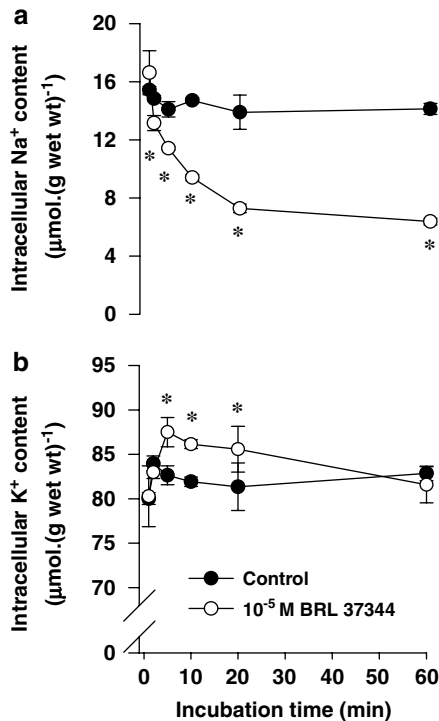 a
Intracellular Na⁺ content
(μmol.(g wet wt)⁻¹
20
16
12
8
4
0
*
*
*
*
*
b
Intracellular K⁺ content
(μmol.(g wet wt)⁻¹
95
90
85
80
75
70
0
*
*
*
Control
10⁻⁵ M BRL 37344
0 10 20 30 40 50 60
Incubation time (min)